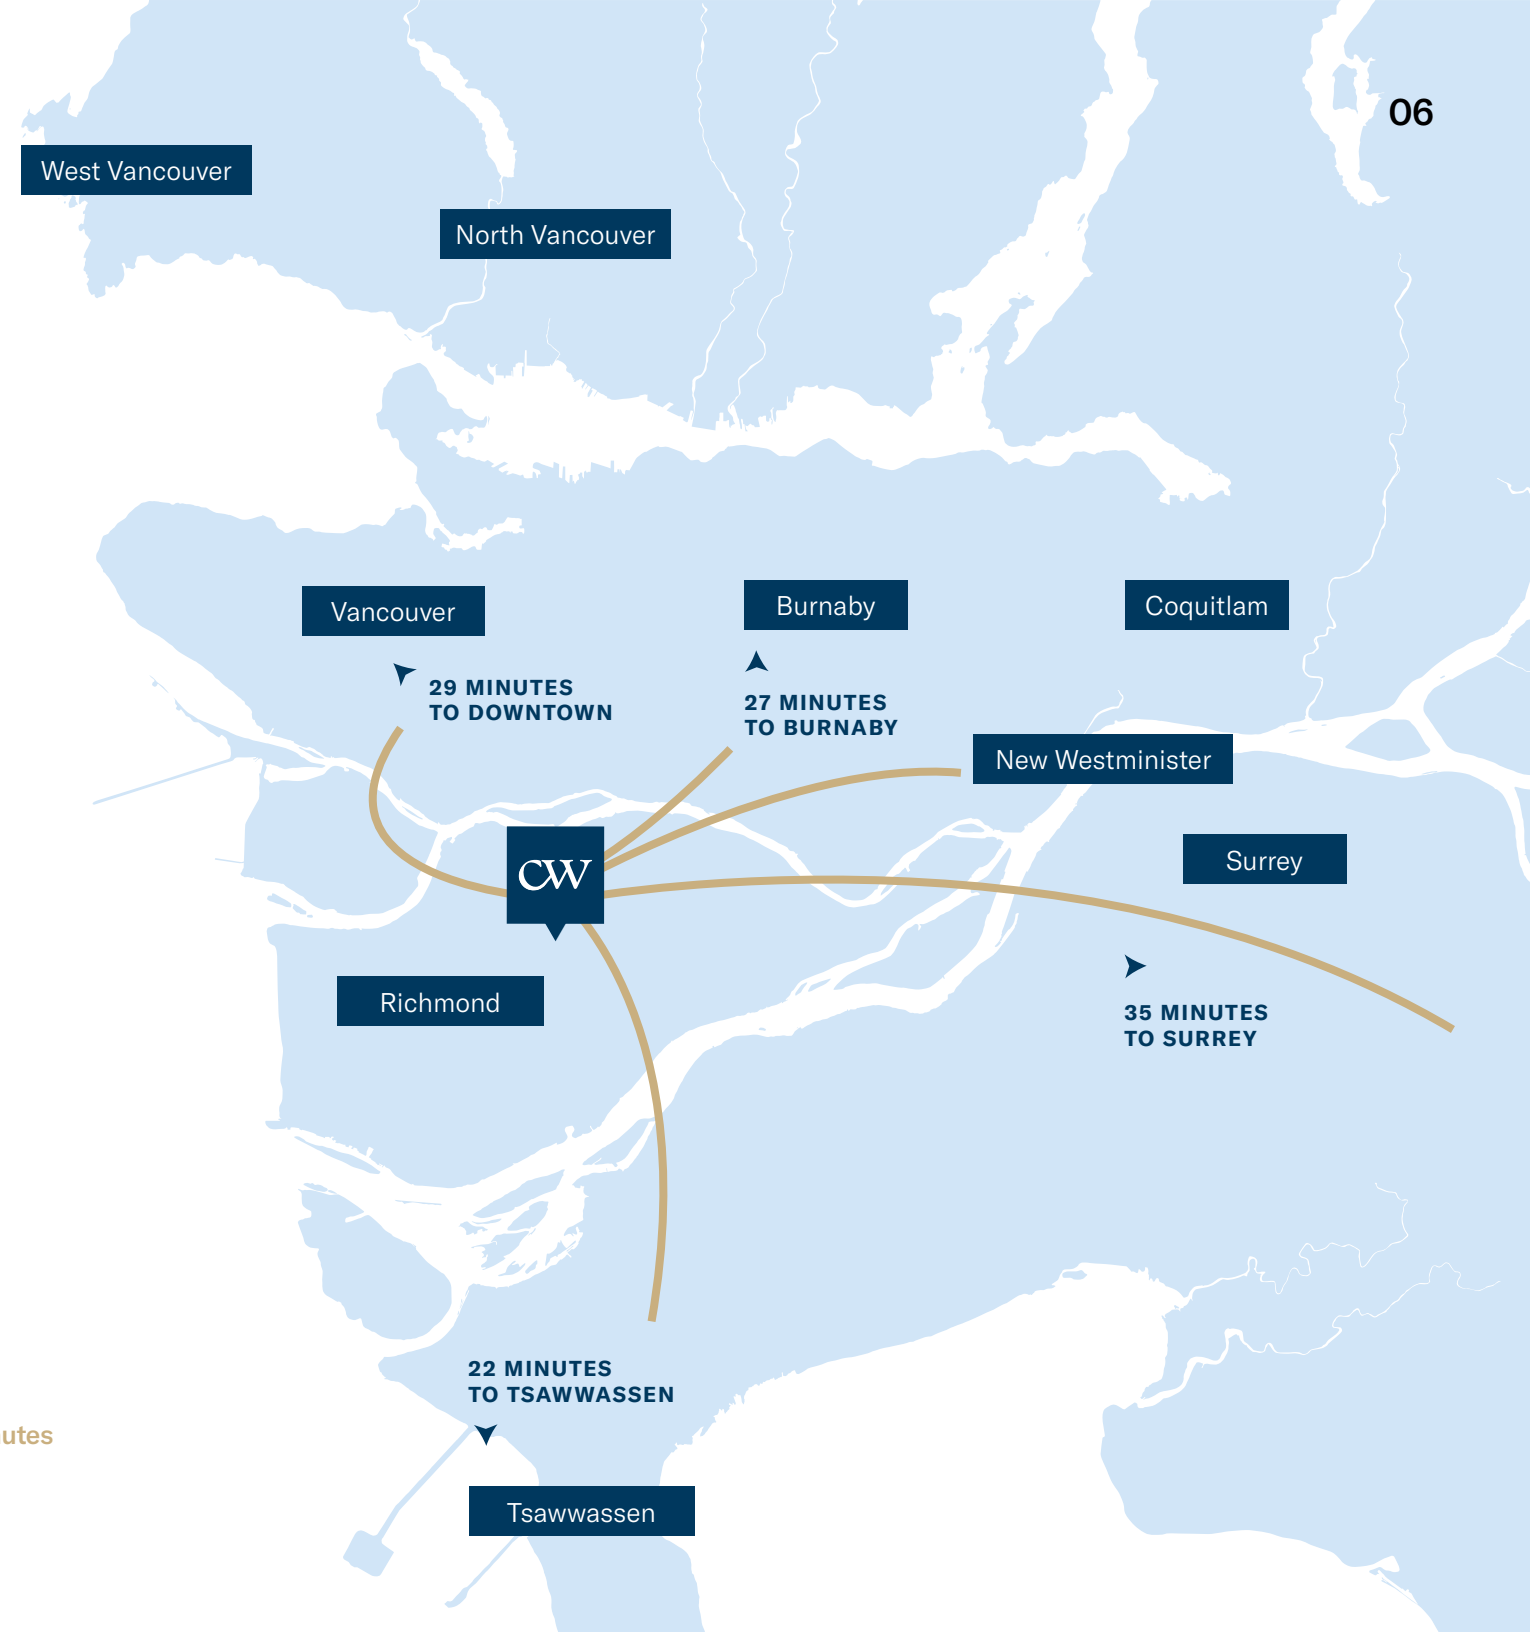 06
West Vancouver
North Vancouver
Vancouver
Burnaby
Coquitlam
29 MINUTES
TO DOWNTOWN
27 MINUTES
TO BURNABY
New Westminister
Surrey
CW
Richmond
35 MINUTES
TO SURREY
22 MINUTES
TO TSAWWASSEN
utes
Tsawwassen